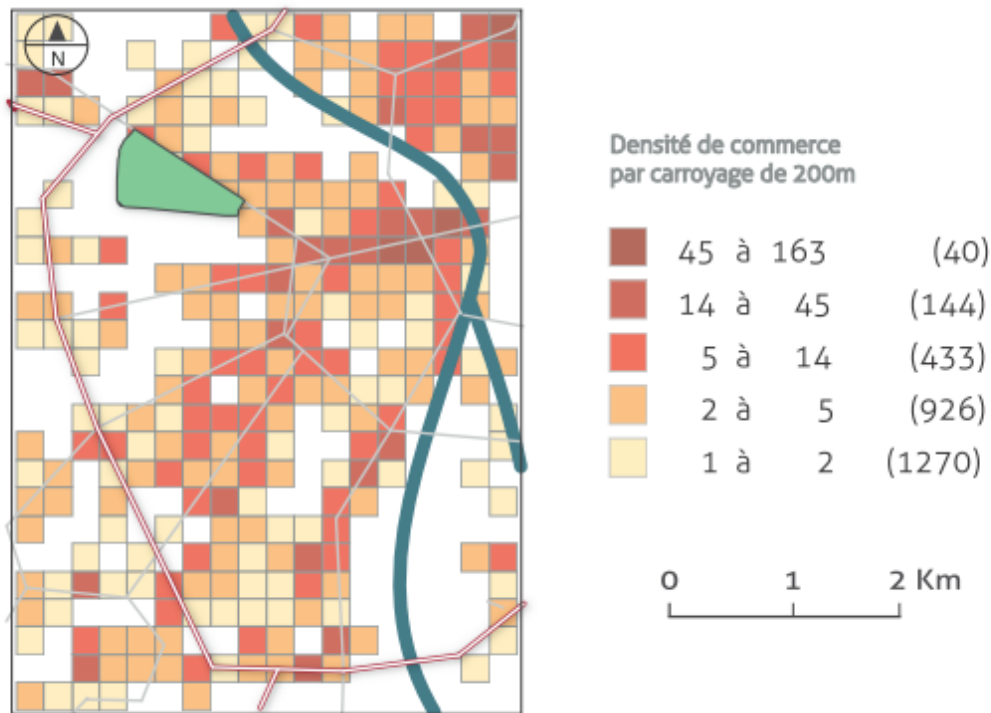 N
Densité de commerce
par carroyage de 200m
45 à 163 (40)
14 à 45 (144)
5 à 14 (433)
2 à 5 (926)
1 à 2 (1270)
0 1 2 Km